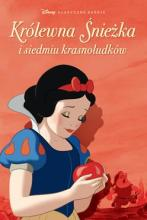 Disney KLASYCZNE BAŚNIE
Królewna Śnieżka
i siedmiu krasnoludków